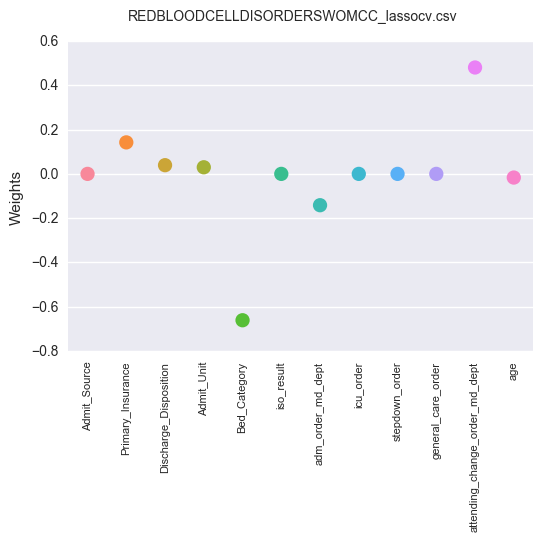 REDBLOODCELLDISORDERSWOMCC_lassocv.csv
0.6
0.4
0.2
0.0
−0.2
−0.4
−0.6
−0.8
Weights
Admit_Source
Primary_Insurance
Discharge_Disposition
Admit_Unit
Bed_Category
iso_result
adm_order_md_dept
icu_order
stepdown_order
general_care_order
attending_change_order_md_dept
age